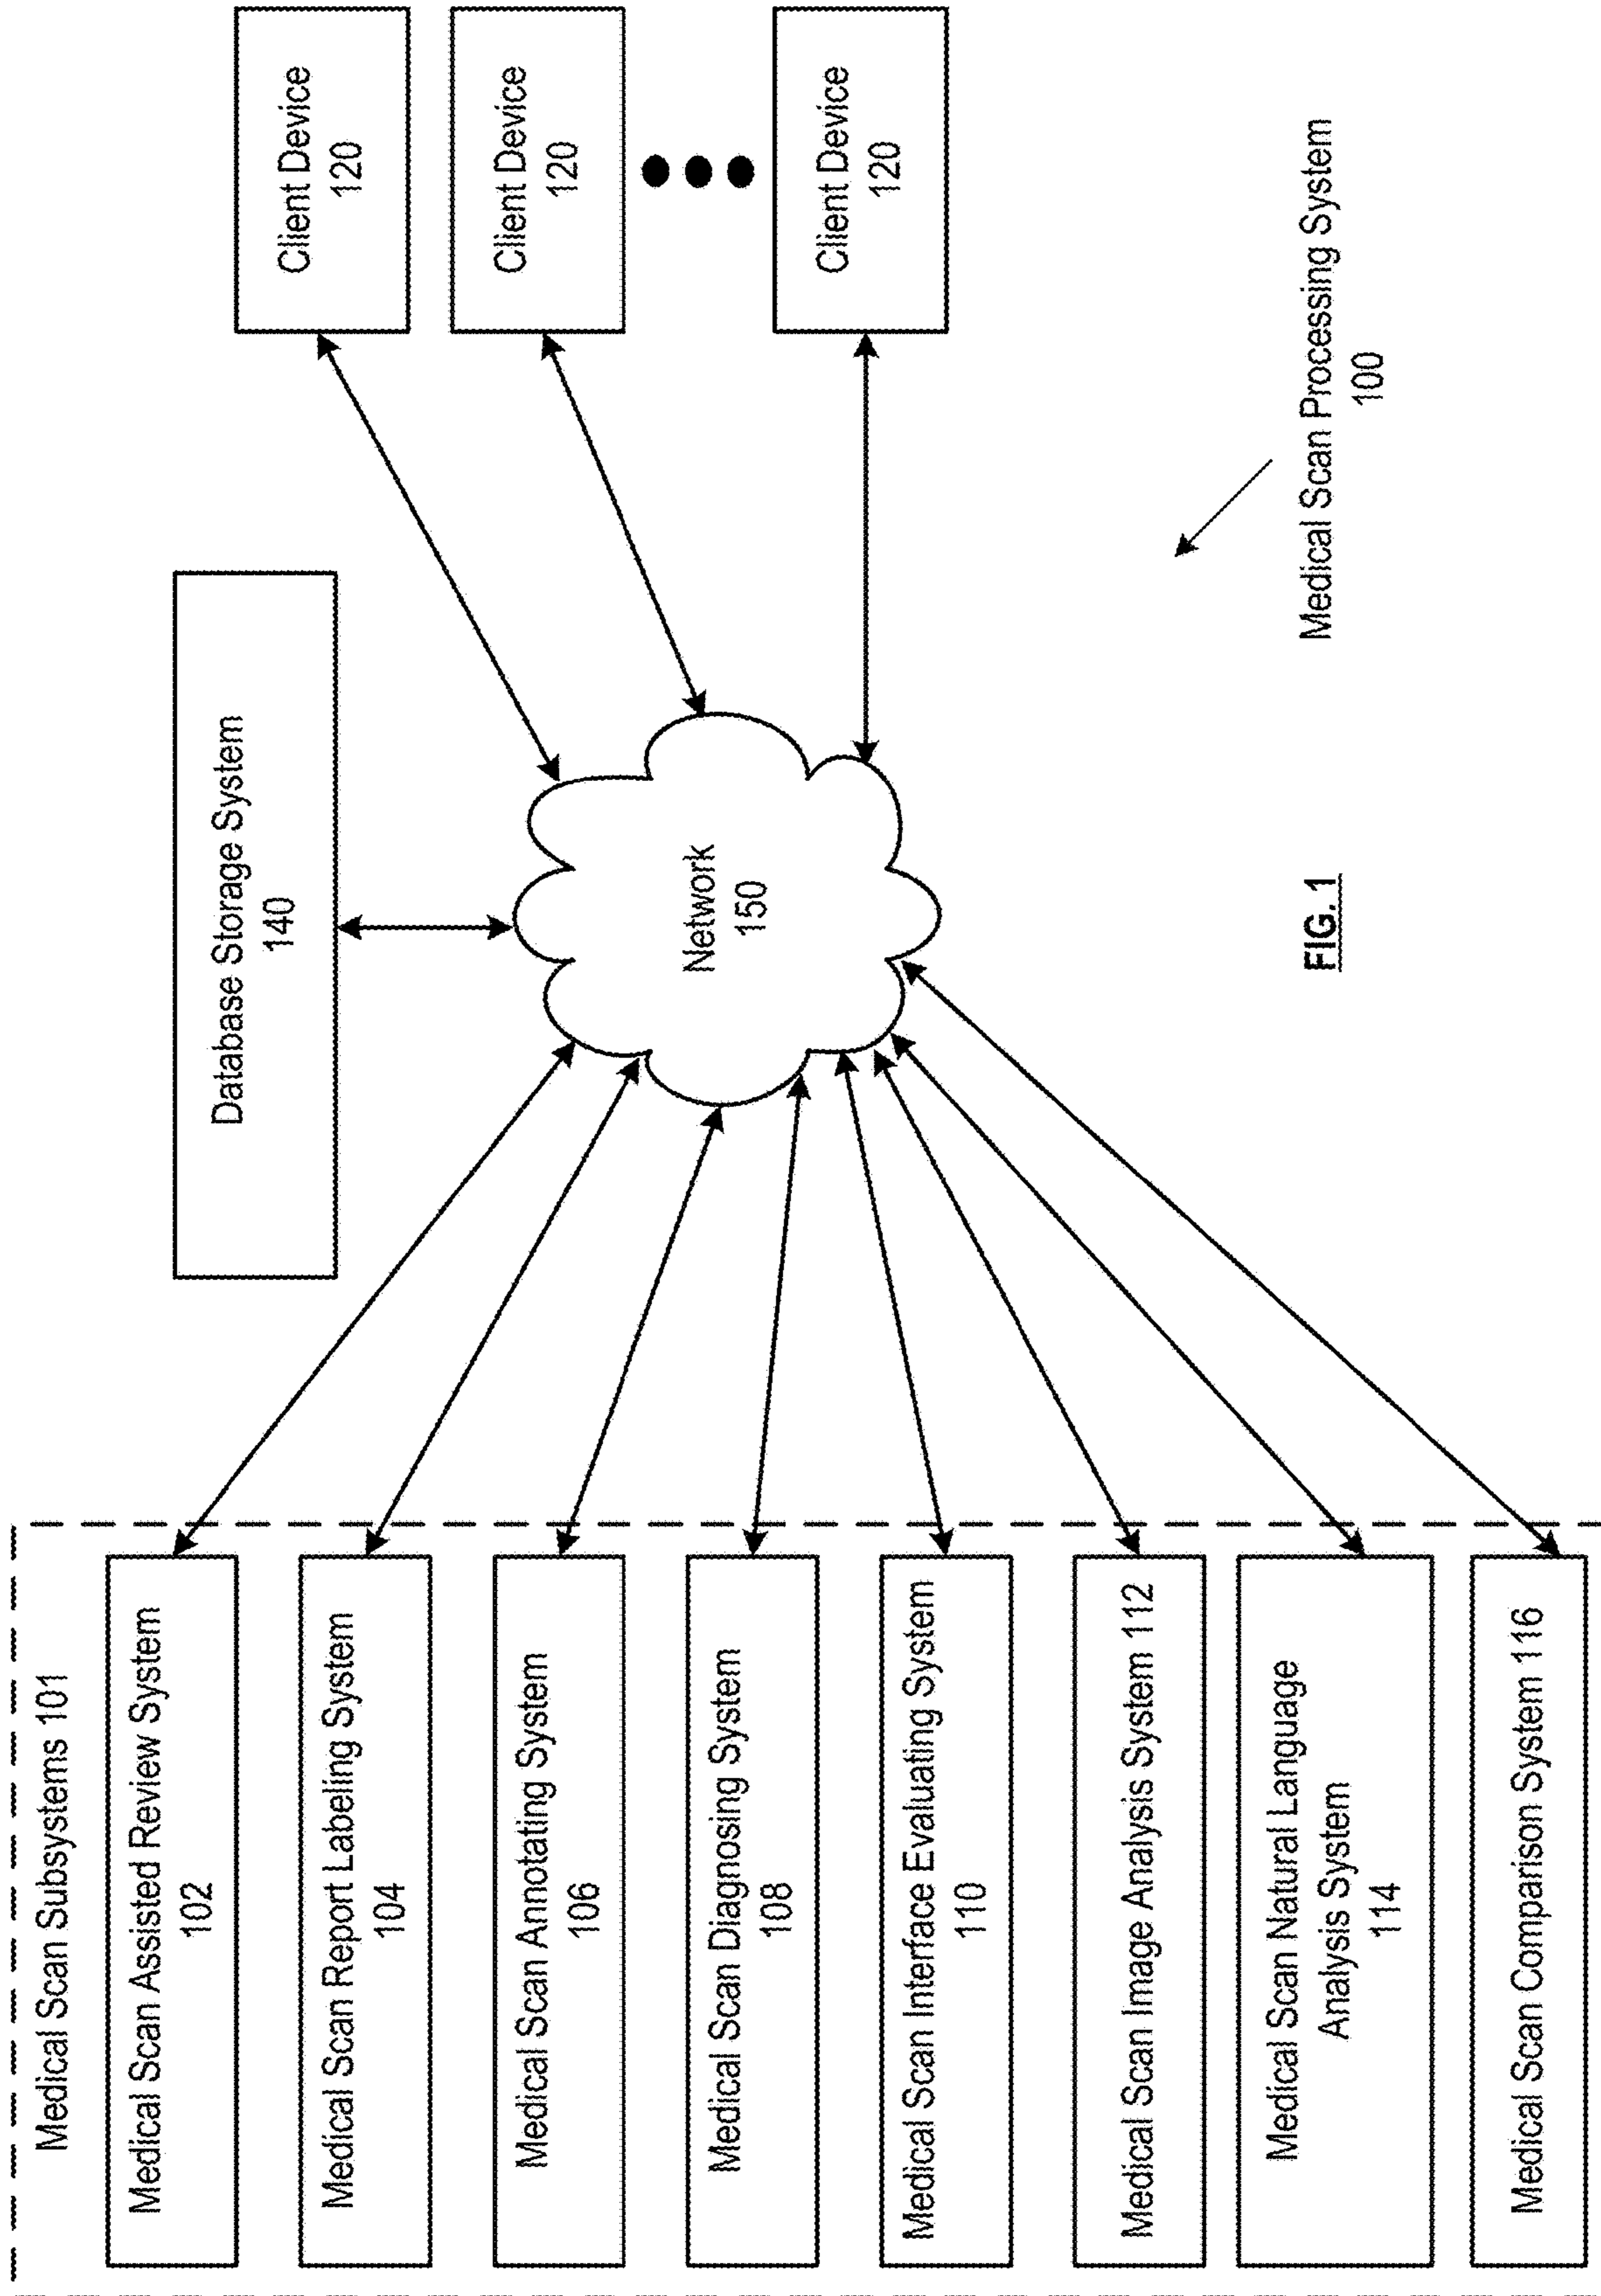 Medical Scan Subsystems 101
Medical Scan Assisted Review System
102
Medical Scan Report Labeling System
104
Medical Scan Annotating System
106
Medical Scan Diagnosing System
108
Medical Scan Interface Evaluating System
110
Medical Scan Image Analysis System 112
Medical Scan Natural Language
Analysis System
114
Medical Scan Comparison System 116
Database Storage System
140
Network
150
Client Device
120
Client Device
120
Client Device
120
Medical Scan Processing System
100
FIG. 1